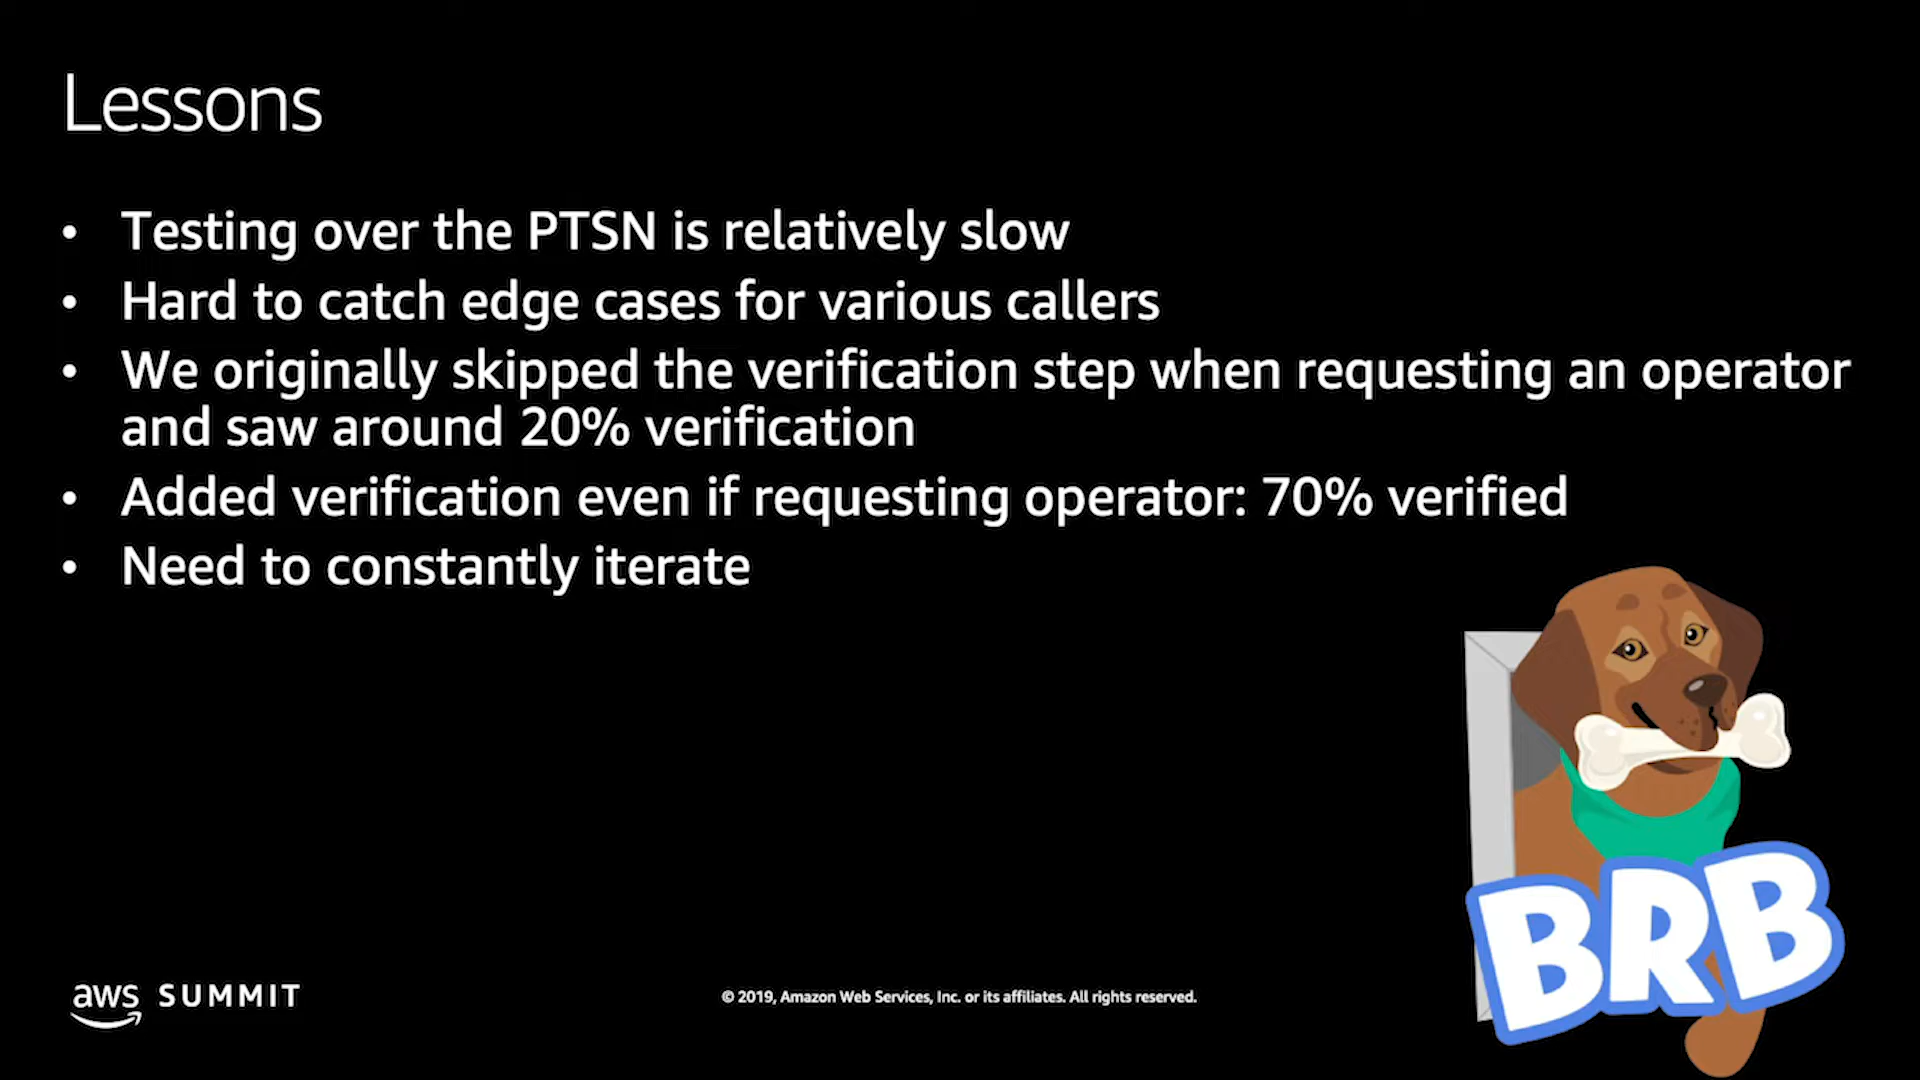 Lessons
• Testing over the PTSN is relatively slow
• Hard to catch edge cases for various callers
• We originally skipped the verification step when requesting an operator
and saw around 20% verification
• Added verification even if requesting operator: 70% verified
• Need to constantly iterate
BRB
aws SUMMIT
© 2019, Amazon Web Services, Inc. or its affiliates. All rights reserved.